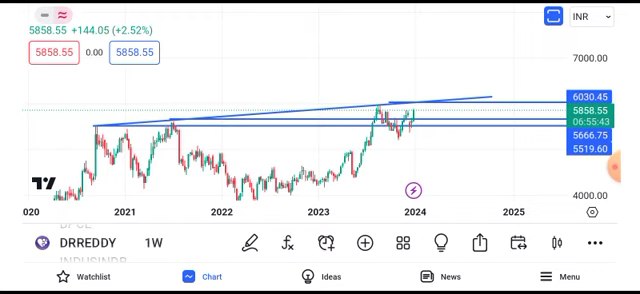 INR
5858.55 +144.05 (+2.52%)
5858.55 0.00 5858.55
7000.00
6030.45
5858.55
06:55:43
5666.75
5519.60
4000.00
020 2021 2022 2023 2024 2025
DRREDDY 1W
Watchlist Chart Ideas News Menu